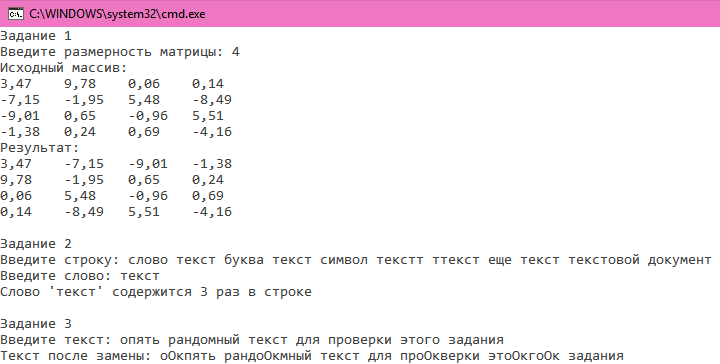 C:\WINDOWS\system32\cmd.exe
Задание 1
Введите размерность матрицы: 4
Исходный массив:
3,47 9,78 0,06 0,14
-7,15 -1,95 5,48 -8,49
-9,01 0,65 -0,96 5,51
-1,38 0,24 0,69 -4,16
Результат:
3,47 -7,15 -9,01 -1,38
9,78 -1,95 0,65 0,24
0,06 5,48 -0,96 0,69
0,14 -8,49 5,51 -4,16
Задание 2
Введите строку: слово текст буква текст символ текстт ттекст еще текст текстовой документ
Введите слово: текст
Слово 'текст' содержится 3 раз в строке
Задание 3
Введите текст: опять рандомный текст для проверки этого задания
Текст после замены: оОкпять рандоОкмный текст для проОкверки этоОкгоОк задания